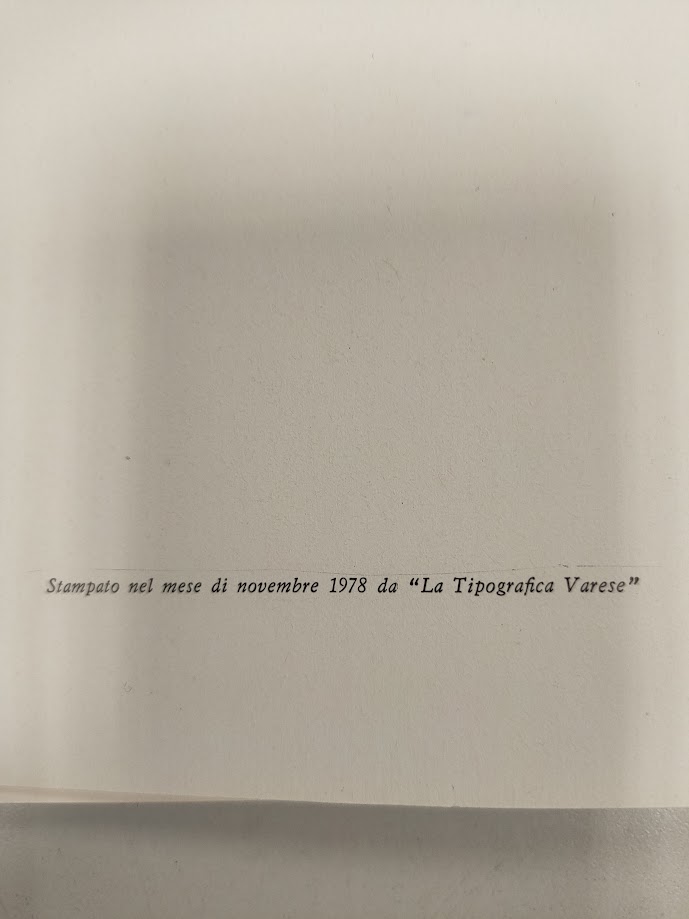 Stampato nel mese di novembre 1978 da “La Tipografica Varese”